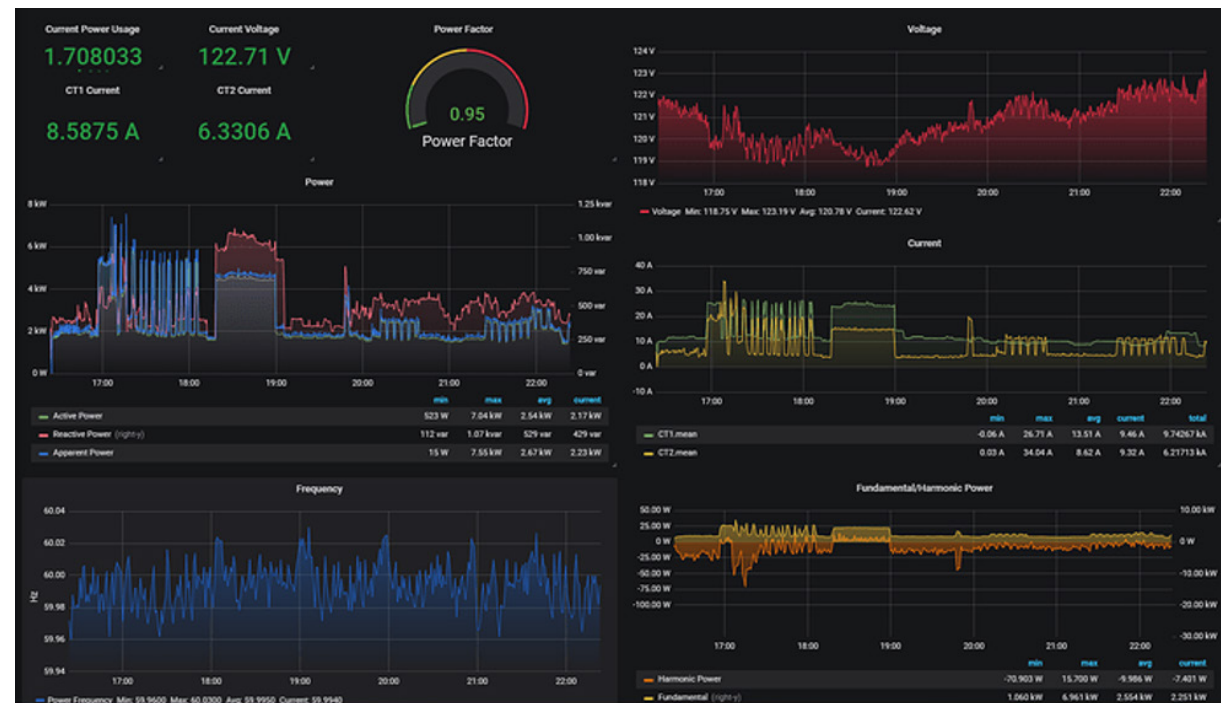 Current Power Usage
1.708033
Current Voltage
122.71 V
CT1 Current
8.5875 A
CT2 Current
6.3306 A
Power Factor
0.95
Power Factor
Voltage
124 V
123 V
122 V
121 V
120 V
119 V
118 V
17:00 18:00 19:00 20:00 21:00 22:00
Voltage Min: 118.75 V Max: 123.19 V Avg: 120.78 V Current: 122.62 V
Power
8 kW 1.25 kvar
1.00 kvar
6 kW
750 var
4 kW
500 var
2 kW
250 var
0 W 0 var
17:00 18:00 19:00 20:00 21:00 22:00
min max avg current
Active Power 523 W 7.04 kW 2.54 kW 2.17 kW
Reactive Power (right-y) 112 var 1.07 kvar 529 var 429 var
Apparent Power 15 W 7.55 kW 2.67 kW 2.23 kW
Current
40 A
30 A
20 A
10 A
0 A
-10 A
17:00 18:00 19:00 20:00 21:00 22:00
min max avg current total
CT1.mean -0.06 A 26.71 A 13.51 A 9.46 A 9.74267 kA
CT2.mean 0.03 A 34.04 A 8.62 A 9.32 A 6.21713 kA
Frequency
60.04
60.02
60.00
59.98
59.96
59.94
Hz
17:00 18:00 19:00 20:00 21:00 22:00
Power Frequency Min: 59.9600 Max: 60.0300 Avg: 59.9950 Current: 59.9940
Fundamental/Harmonic Power
50.00 W 10.00 kW
25.00 W
0 W 0 W
-25.00 W
-50.00 W -10.00 kW
-75.00 W
-100.00 W -20.00 kW
-30.00 kW
17:00 18:00 19:00 20:00 21:00 22:00
min max avg current
Harmonic Power -70.903 W 15.700 W -9.986 W -7.401 W
Fundamental (right-y) 1.060 kW 6.961 kW 2.554 kW 2.251 kW